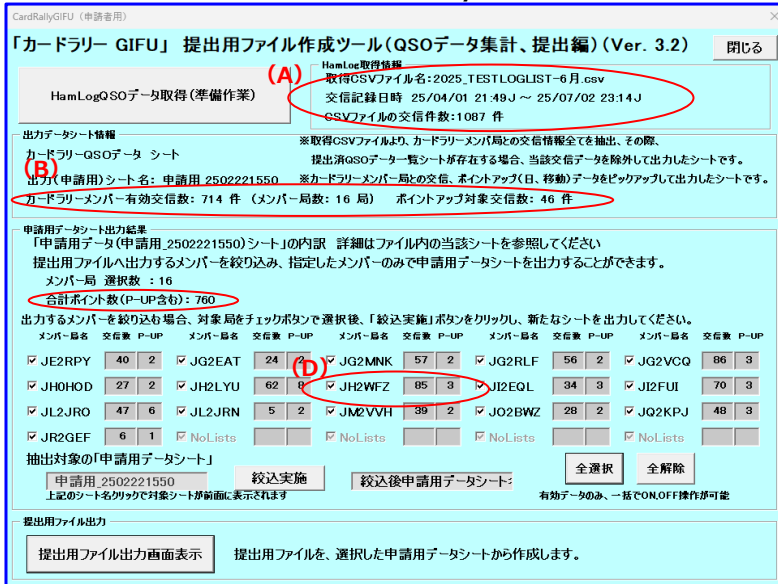 CardRallyGIFU（申請者用）
「カードラリー GIFU」 提出用ファイル作成ツール(QSOデータ集計、提出編)(Ver. 3.2)
閉じる
(A)
HamLogQSOデータ取得(準備作業)
HamLog取得情報
取得CSVファイル名:2025_TESTLOGLIST-6月.csv
交信記録日時 25/04/01 21:49J ～ 25/07/02 23:14J
CSVファイルの交信件数:1087 件
出力データシート情報
カードラリーQSOデータ シート
※取得CSVファイルより、カードラリーメンバ局との交信情報全てを抽出、その際、
提出済QSOデータ一覧シートが存在する場合、当該交信データを除外して出力したシートです。
(B)
出力(申請用)シート名: 申請用_2502221550
※カードラリーメンバー局との交信、ポイントアップ(日、移動)データをピックアップして出力したシートです。
カードラリーメンバー有効交信数: 714 件 (メンバー局数: 16 局) ポイントアップ対象交信数: 46 件
申請用データシート出力結果
「申請用データ(申請用_2502221550)シート」の内訳 詳細はファイル内の当該シートを参照してください
提出用ファイルへ出力するメンバーを絞り込み、指定したメンバーのみで申請用データシートを出力することができます。
メンバー局 選択数 :16
合計ポイント数(P-UP含む): 760
出力するメンバーを絞り込む場合、対象局をチェックボタンで選択後、「絞込実施」ボタンをクリックし、新たなシートを出力してください。
メンバー局名 交信数 P-UP メンバー局名 交信数 P-UP メンバー局名 交信数 P-UP メンバー局名 交信数 P-UP メンバー局名 交信数 P-UP
JE2RPY 40 2 JG2EAT 24 2 JG2MNK 57 2 JG2RLF 56 2 JG2VCQ 86 3
(D)
JH0HOD 27 2 JH2LYU 62 8 JH2WFZ 85 3 JI2EQL 34 3 JI2FUI 70 3
JL2JRO 47 6 JL2JRN 5 2 JM2VVH 39 2 JO2BWZ 28 2 JQ2KPJ 48 3
JR2GEF 6 1 NoLists NoLists NoLists NoLists
抽出対象の「申請用データシート」
申請用_2502221550
絞込実施
絞込後申請用データシート:
全選択
全解除
上記のシート名クリックで対象シートが前面に表示されます
有効データのみ、一括でON,OFF操作が可能
提出用ファイル出力
提出用ファイル出力画面表示
提出用ファイルを、選択した申請用データシートから作成します。